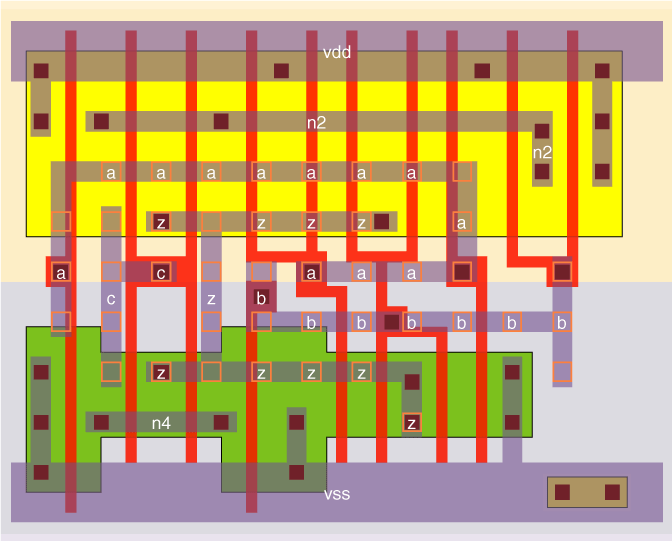 vdd
n2
n2
a a a a a a a
z z z z a
a c a a a b
c z b b b b b b b
z z z z
n4 z
vss